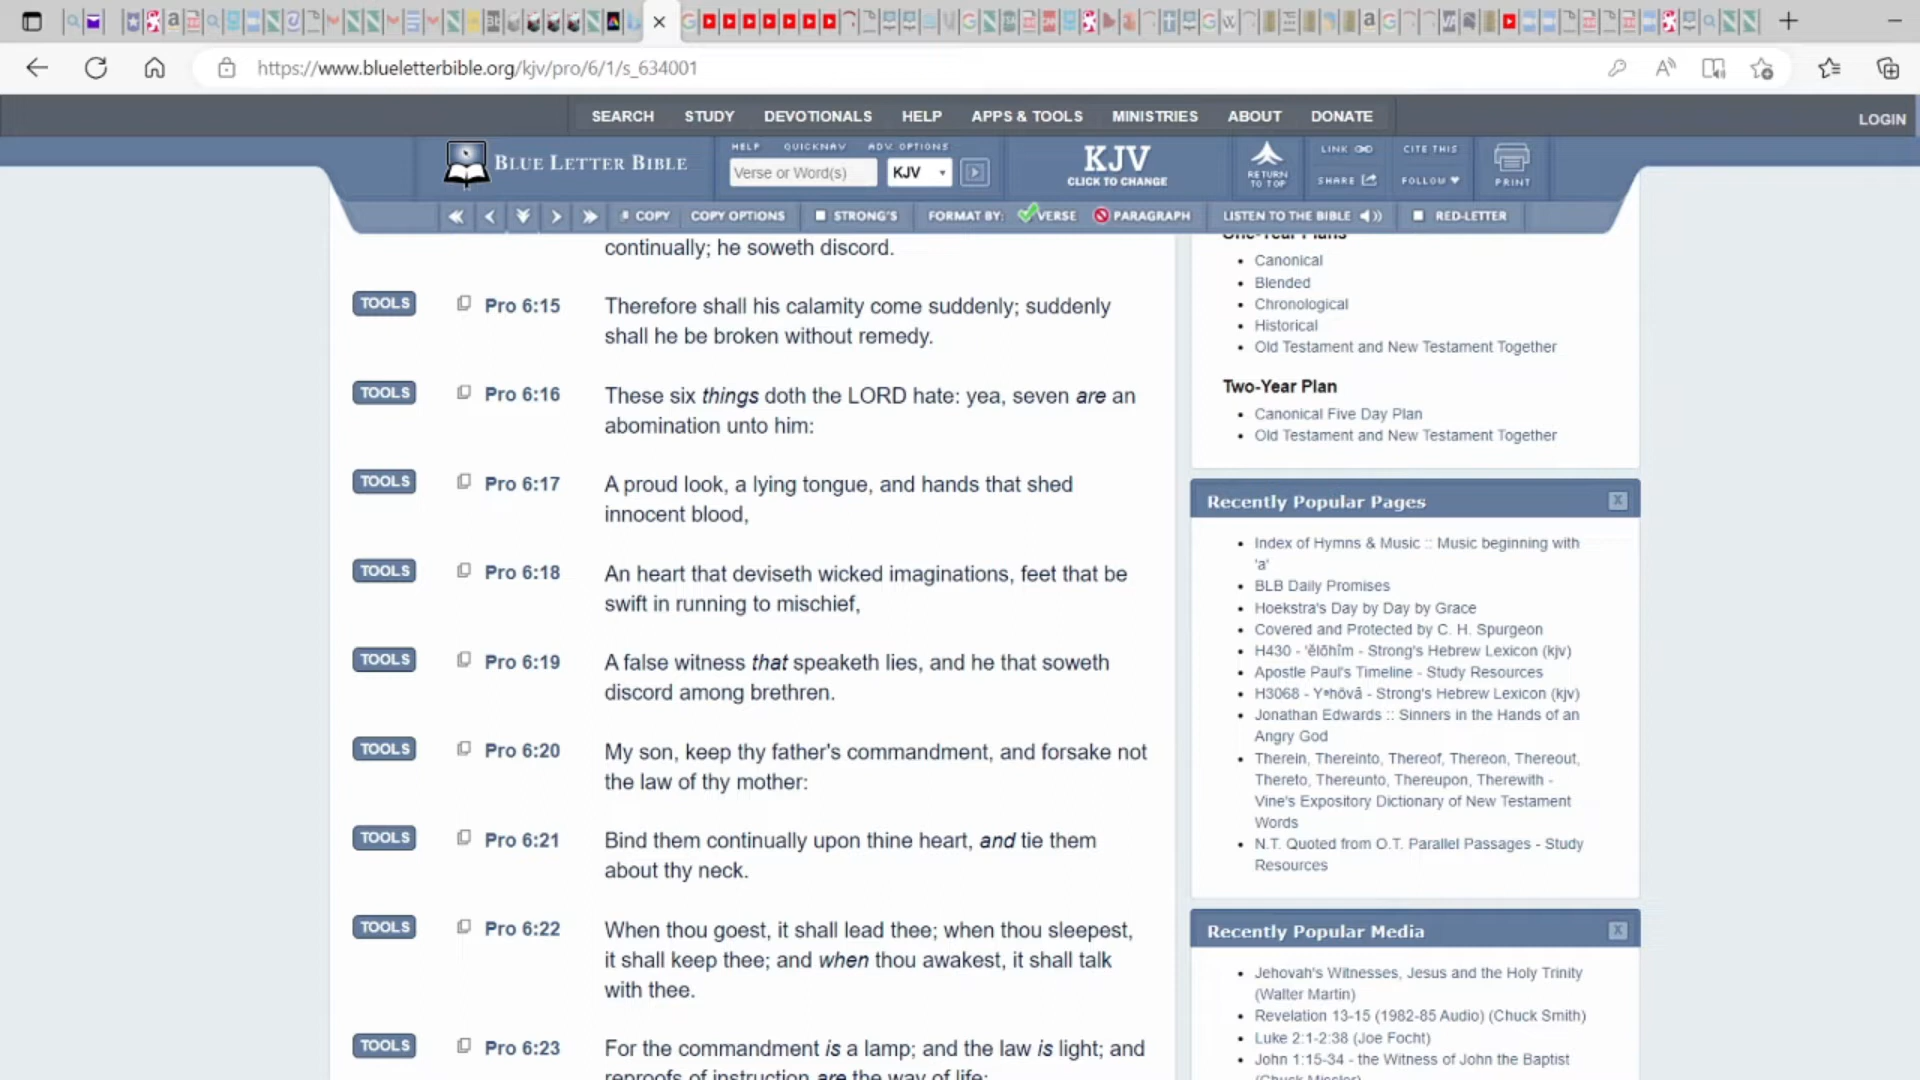 https://www.blueletterbible.org/kjv/pro/6/1/s_634001
SEARCH STUDY DEVOTIONALS HELP APPS & TOOLS MINISTRIES ABOUT DONATE
LOGIN
BLUE LETTER BIBLE
HELP QUICKNAV ADV. OPTIONS
Verse or Word(s) KJV
KJV
CLICK TO CHANGE
RETURN
TO TOP
LINK CITE THIS
SHARE FOLLOW
PRINT
COPY COPY OPTIONS STRONG'S FORMAT BY: VERSE PARAGRAPH LISTEN TO THE BIBLE RED-LETTER
continually; he soweth discord.
TOOLS Pro 6:15 Therefore shall his calamity come suddenly; suddenly
shall he be broken without remedy.
TOOLS Pro 6:16 These six things doth the LORD hate: yea, seven are an
abomination unto him:
TOOLS Pro 6:17 A proud look, a lying tongue, and hands that shed
innocent blood,
TOOLS Pro 6:18 An heart that deviseth wicked imaginations, feet that be
swift in running to mischief,
TOOLS Pro 6:19 A false witness that speaketh lies, and he that soweth
discord among brethren.
TOOLS Pro 6:20 My son, keep thy father's commandment, and forsake not
the law of thy mother:
TOOLS Pro 6:21 Bind them continually upon thine heart, and tie them
about thy neck.
TOOLS Pro 6:22 When thou goest, it shall lead thee; when thou sleepest,
it shall keep thee; and when thou awakest, it shall talk
with thee.
TOOLS Pro 6:23 For the commandment is a lamp; and the law is light; and
reproofs of instruction are the way of life:
One-Year Plans
Canonical
Blended
Chronological
Historical
Old Testament and New Testament Together
Two-Year Plan
Canonical Five Day Plan
Old Testament and New Testament Together
Recently Popular Pages X
Index of Hymns & Music :: Music beginning with
'a'
BLB Daily Promises
Hoekstra's Day by Day by Grace
Covered and Protected by C. H. Spurgeon
H430 - 'ĕlōhîm - Strong's Hebrew Lexicon (kjv)
Apostle Paul's Timeline - Study Resources
H3068 - Yᵊhōvâ - Strong's Hebrew Lexicon (kjv)
Jonathan Edwards :: Sinners in the Hands of an
Angry God
Therein, Thereinto, Thereof, Thereon, Thereout,
Thereto, Thereunto, Thereupon, Therewith -
Vine's Expository Dictionary of New Testament
Words
N.T. Quoted from O.T. Parallel Passages - Study
Resources
Recently Popular Media X
Jehovah's Witnesses, Jesus and the Holy Trinity
(Walter Martin)
Revelation 13-15 (1982-85 Audio) (Chuck Smith)
Luke 2:1-2:38 (Joe Focht)
John 1:15-34 - the Witness of John the Baptist
(Chuck Missler)